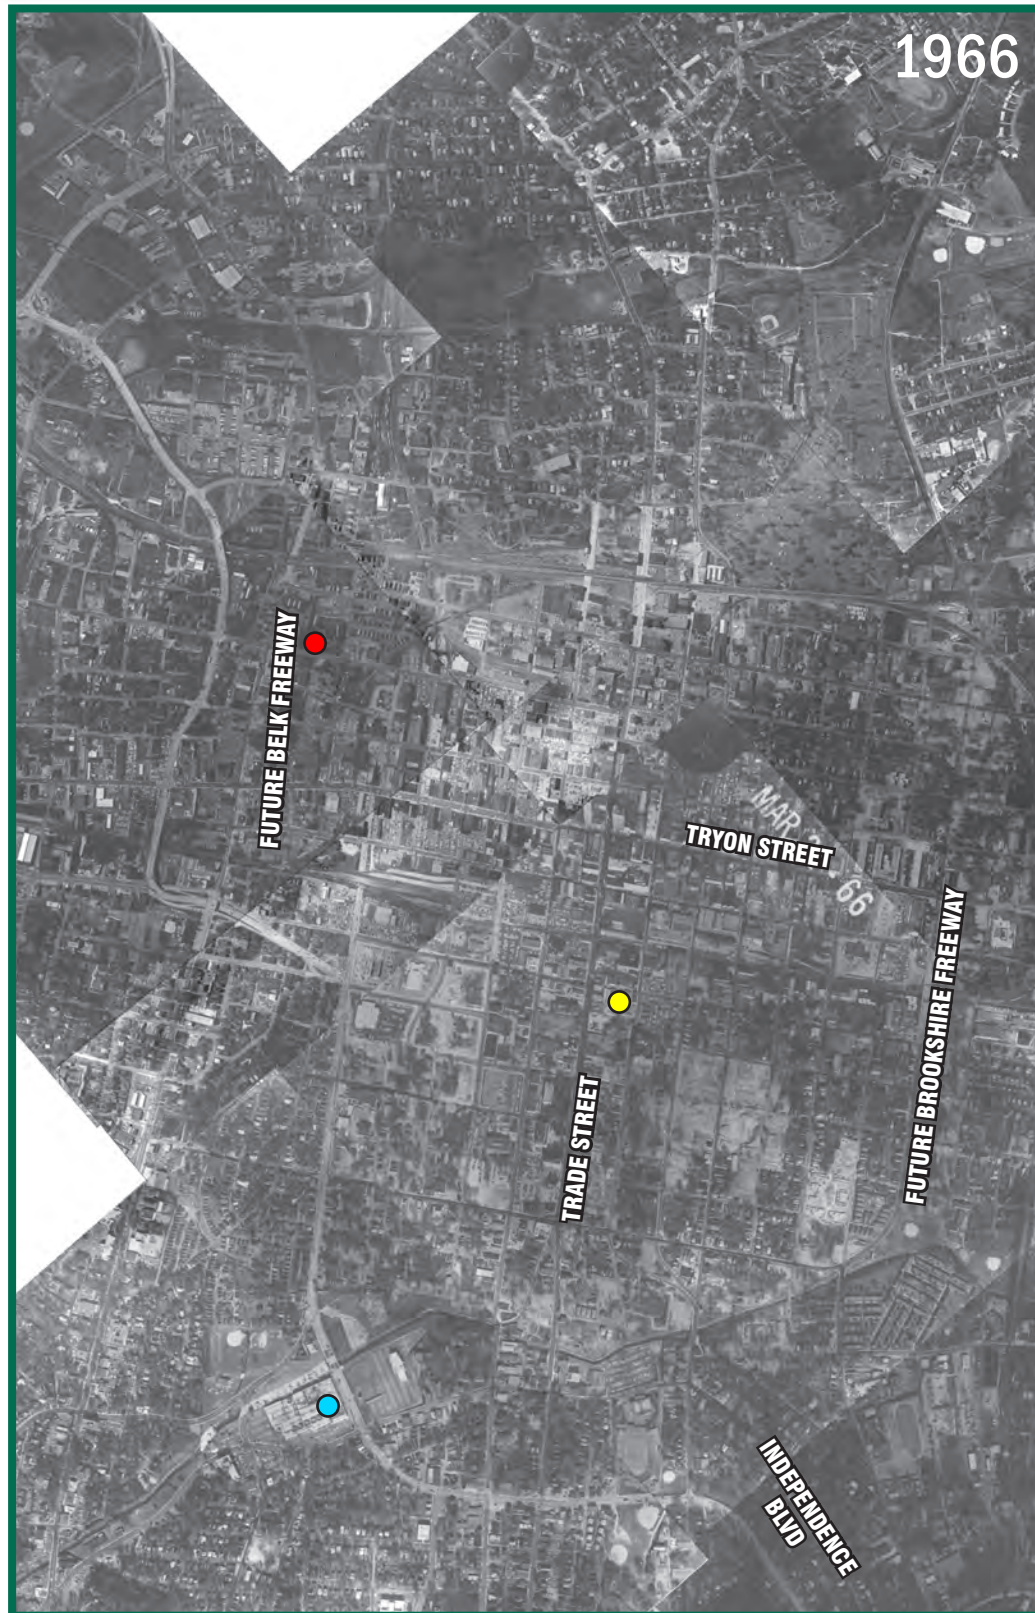 1966
FUTURE BELK FREEWAY
TRYON STREET
FUTURE BROOKSHIRE FREEWAY
TRADE STREET
INDEPENDENCE
BLVD